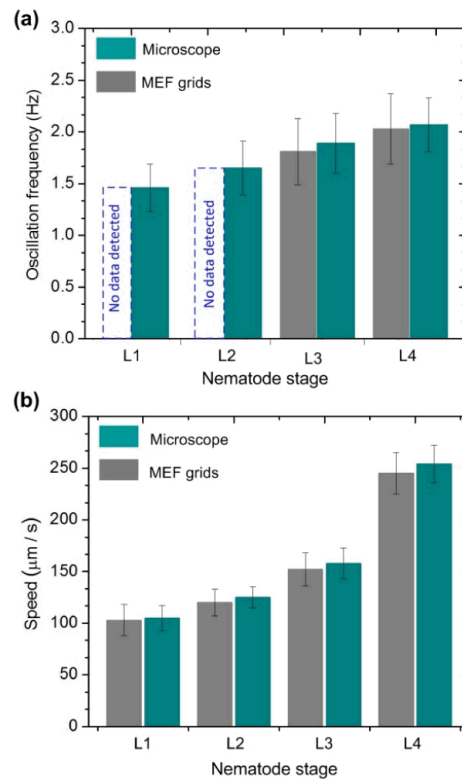 (a)
3.0
2.5
2.0
1.5
1.0
0.5
0.0
Oscillation frequency (Hz)
Microscope
MEF grids
No data detected
No data detected
L1
L2
L3
L4
Nematode stage
(b)
300
250
200
150
100
50
0
Speed (μm / s)
Microscope
MEF grids
L1
L2
L3
L4
Nematode stage